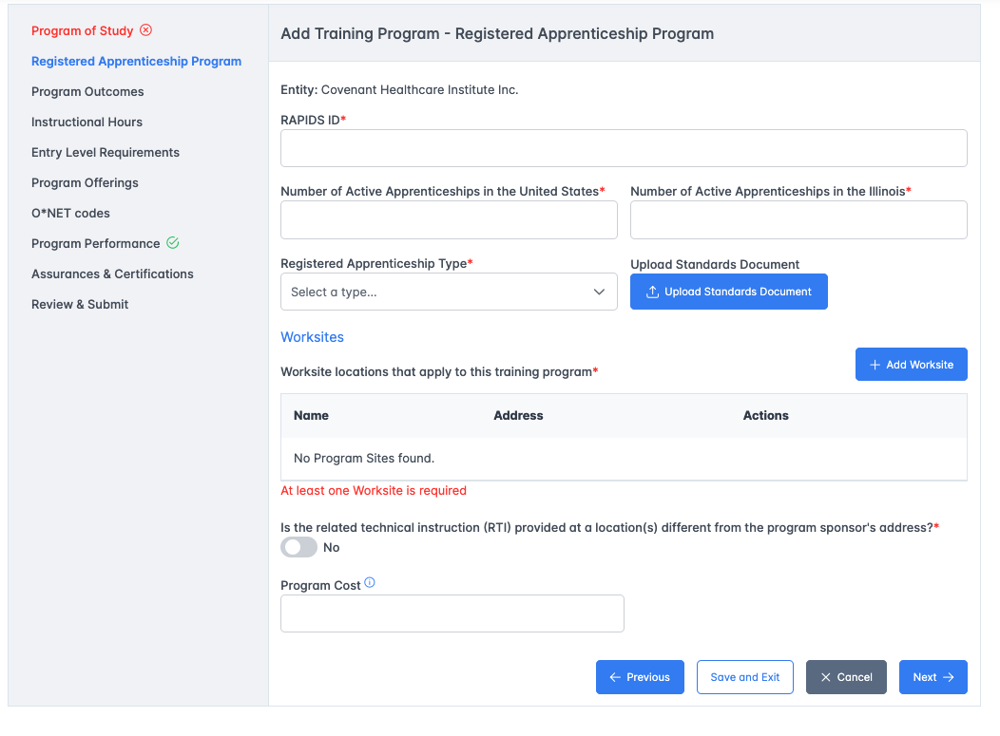 Program of Study
Registered Apprenticeship Program
Program Outcomes
Instructional Hours
Entry Level Requirements
Program Offerings
O*NET codes
Program Performance
Assurances & Certifications
Review & Submit
Add Training Program - Registered Apprenticeship Program
Entity: Covenant Healthcare Institute Inc.
RAPIDS ID*
Number of Active Apprenticeships in the United States*
Number of Active Apprenticeships in the Illinois*
Registered Apprenticeship Type*
Select a type...
Upload Standards Document
Upload Standards Document
Worksites
Worksite locations that apply to this training program*
Add Worksite
Name Address Actions
No Program Sites found.
At least one Worksite is required
Is the related technical instruction (RTI) provided at a location(s) different from the program sponsor's address?*
No
Program Cost
Previous Save and Exit Cancel Next